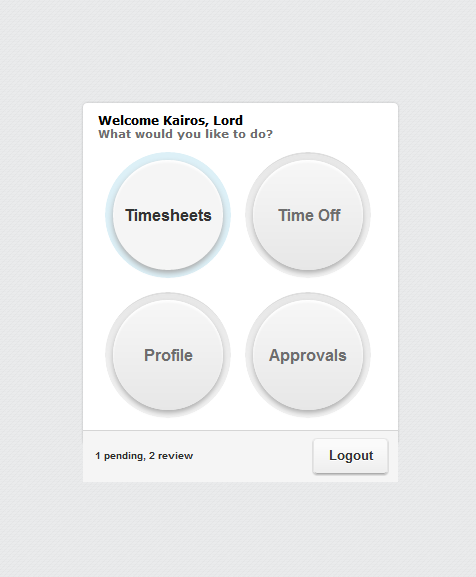 Welcome Kairos, Lord
What would you like to do?
Timesheets
Time Off
Profile
Approvals
1 pending, 2 review
Logout